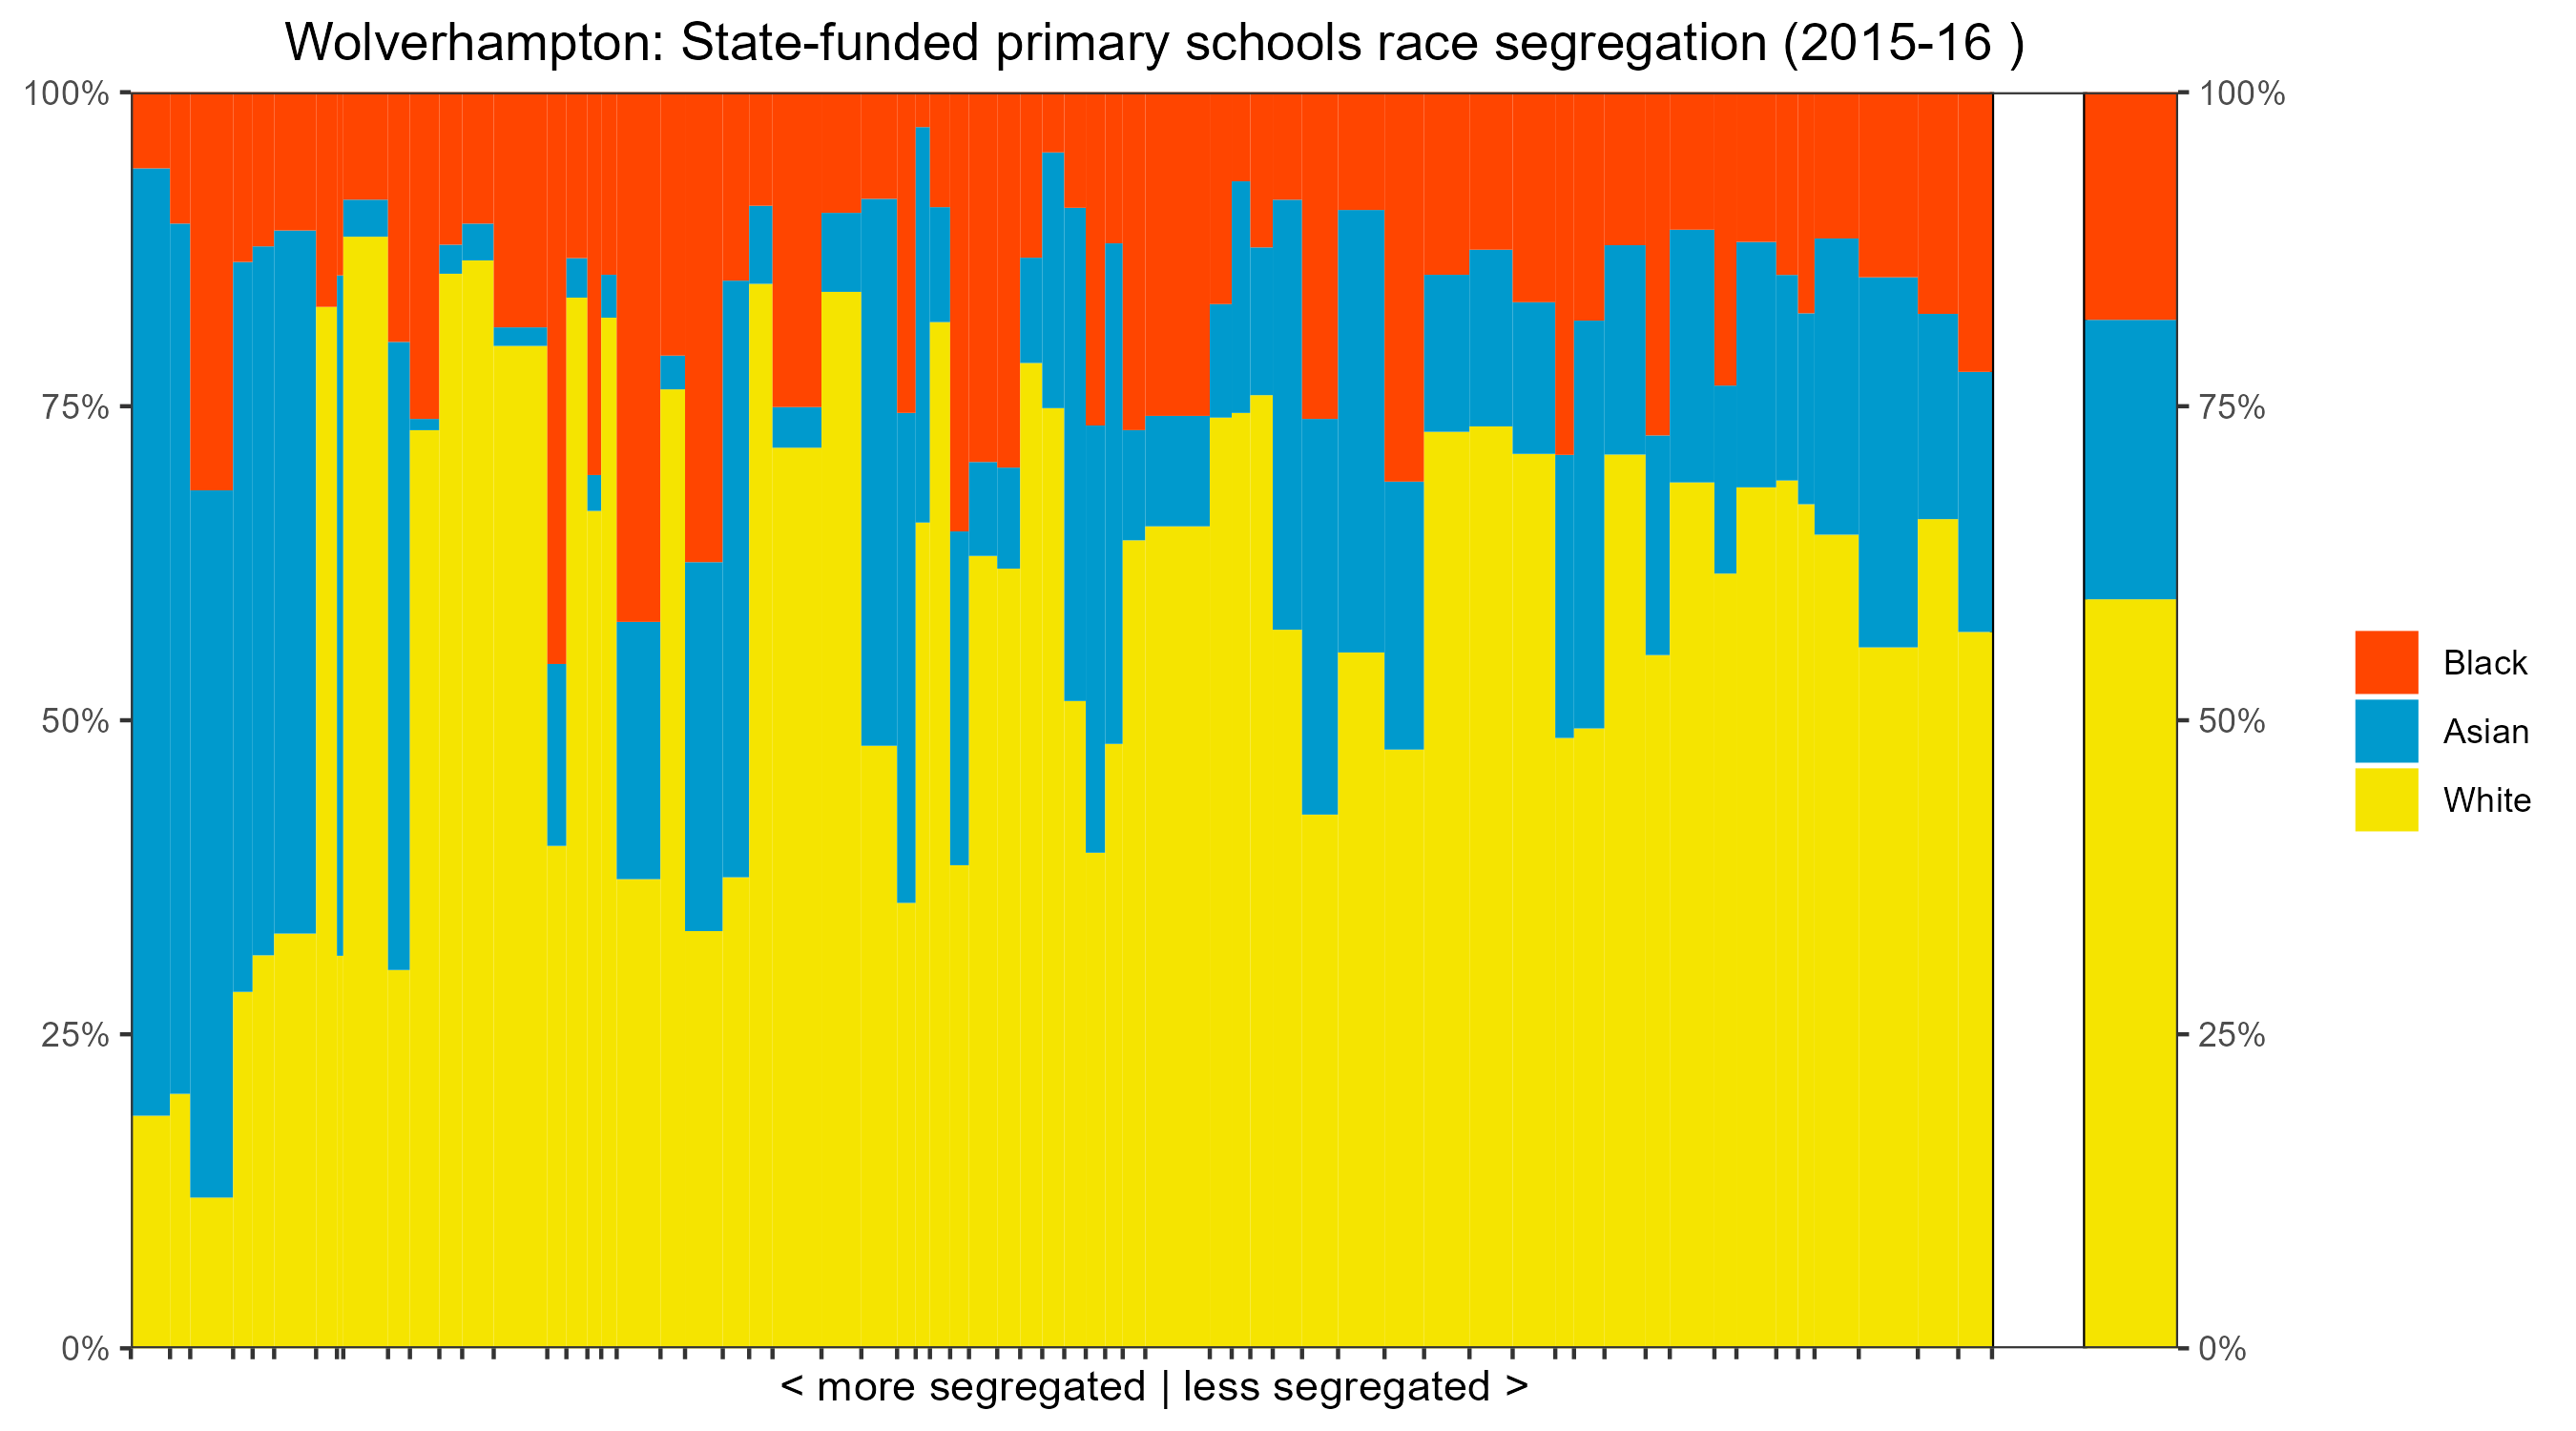 Wolverhampton: State-funded primary schools race segregation (2015-16 )
100%
75%
50%
25%
0%
100%
75%
50%
25%
0%
Black
Asian
White
< more segregated | less segregated >